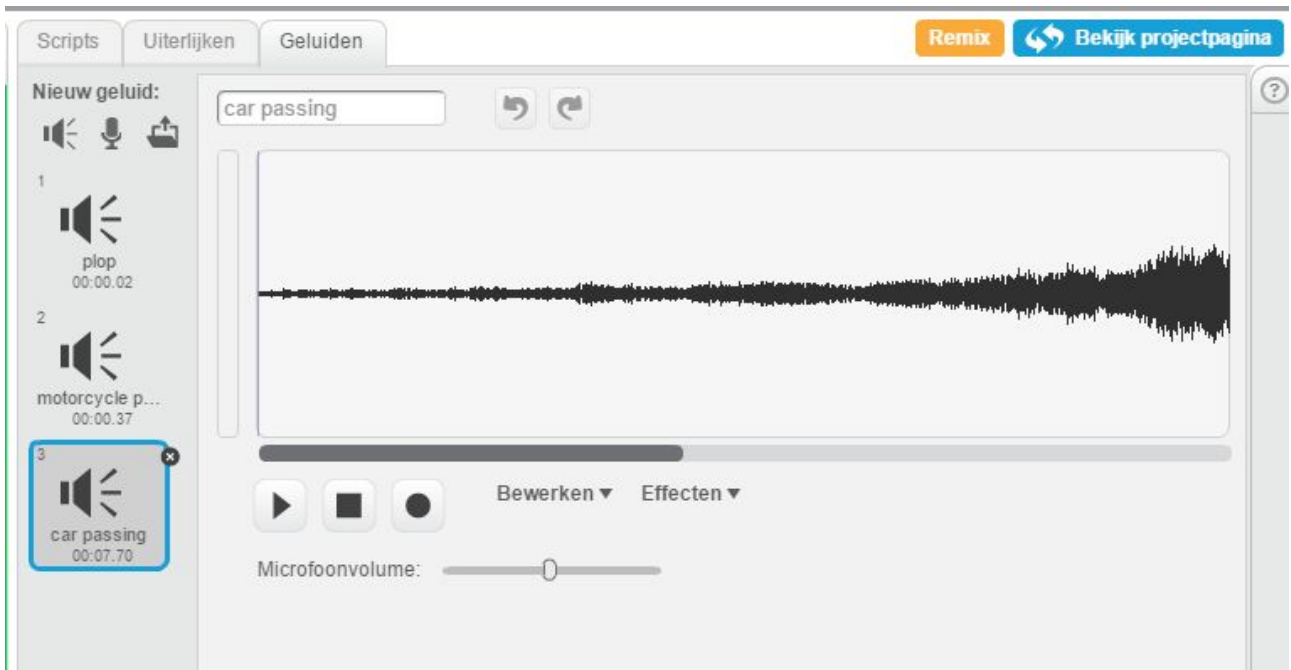 Scripts Uiterlijken Geluiden Remix Bekijk projectpagina
Nieuw geluid:
car passing
?
1
plop
00:00.02
2
motorcycle p...
00:00.37
3
car passing
00:07.70
Bewerken Effecten
Microfoonvolume: